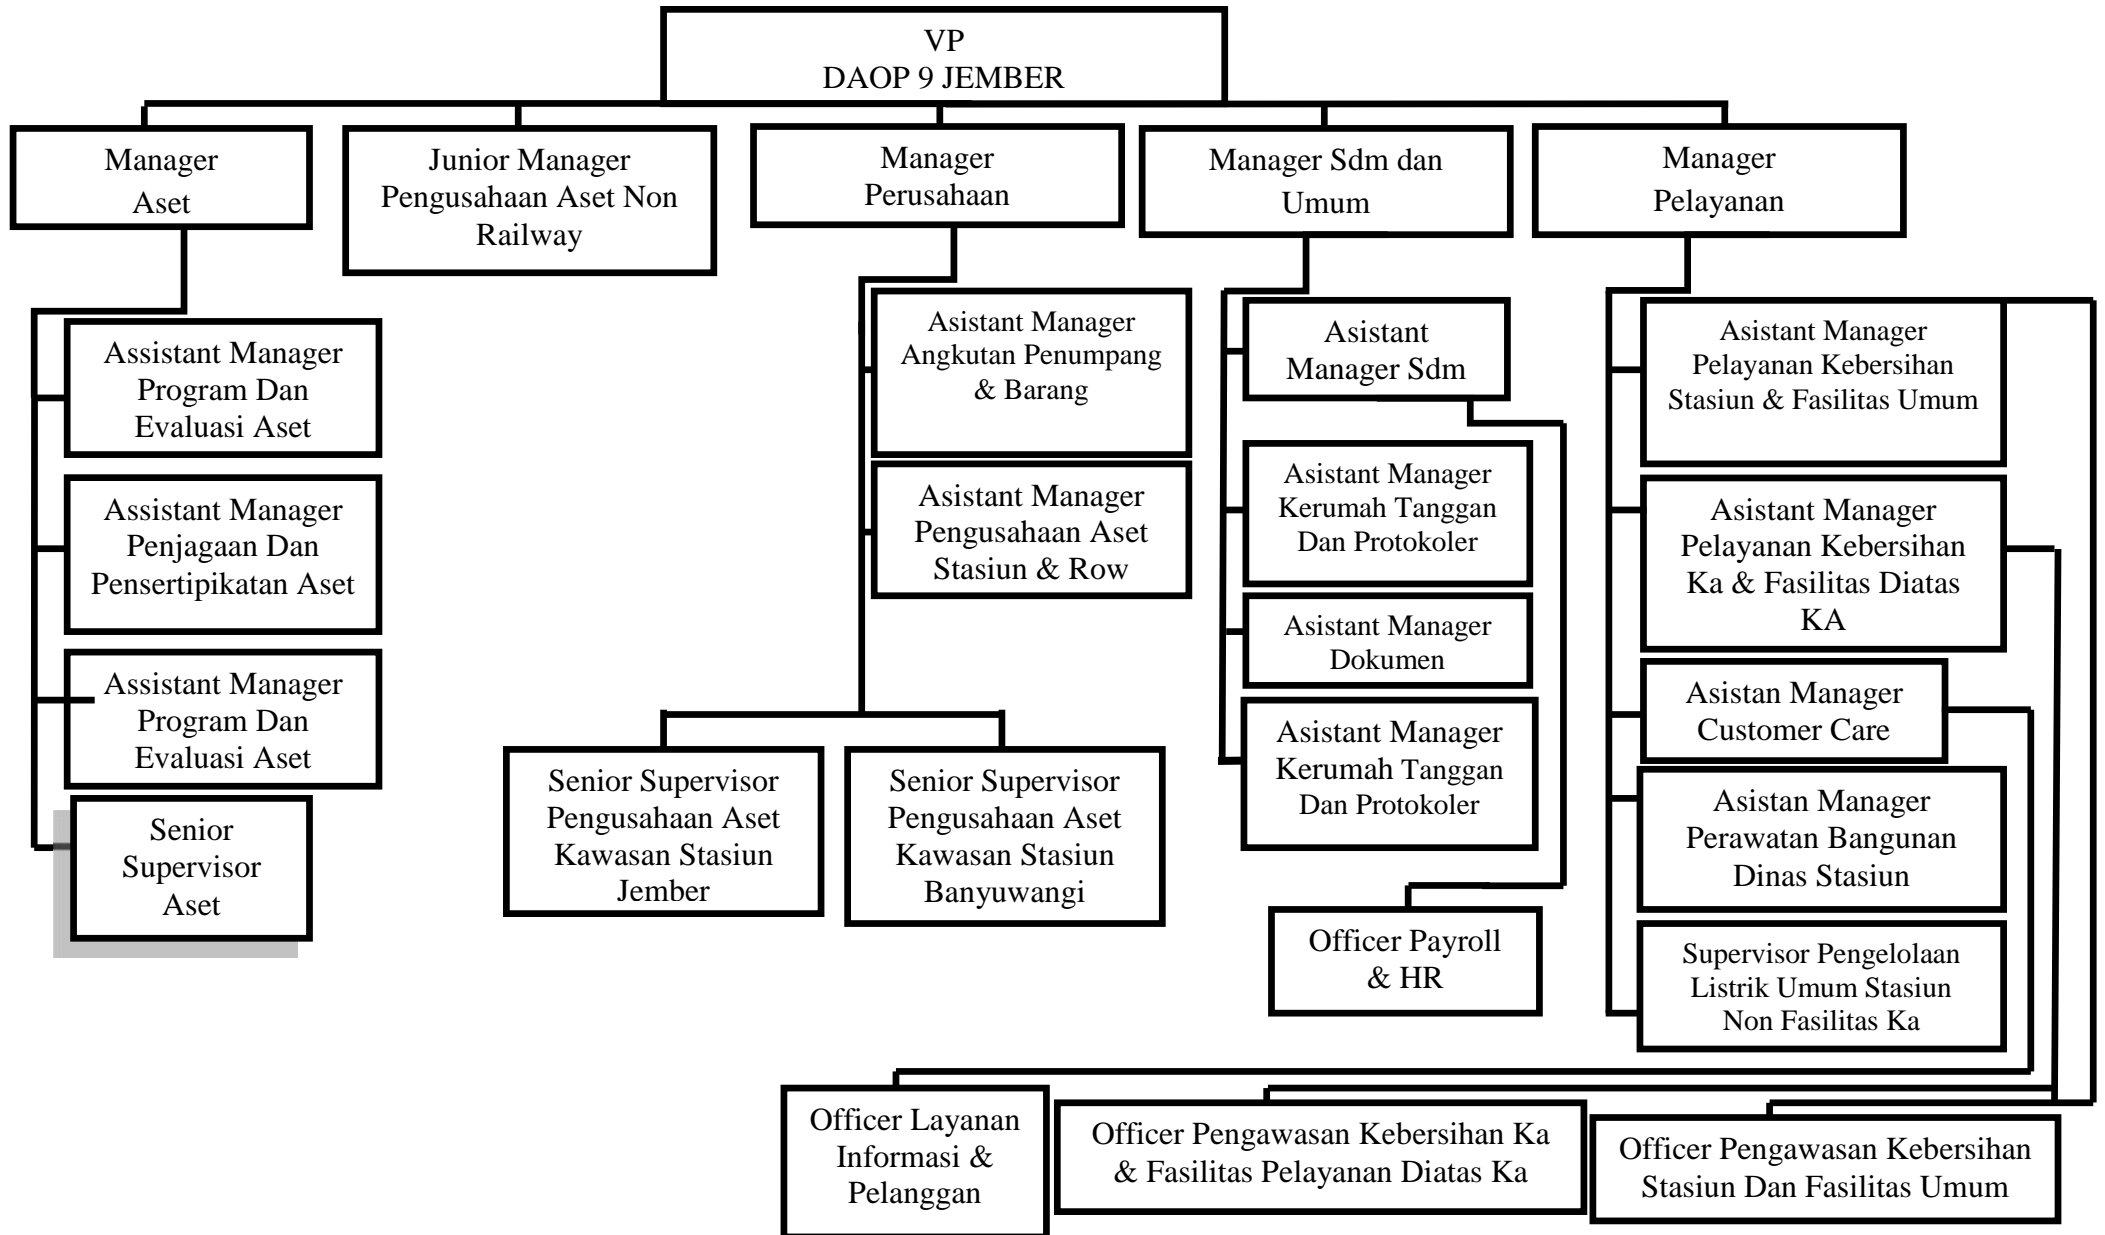 VP
DAOP 9 JEMBER
Manager
Aset
Junior Manager
Pengusahaan Aset Non
Railway
Manager
Perusahaan
Manager Sdm dan
Umum
Manager
Pelayanan
Assistant Manager
Program Dan
Evaluasi Aset
Assistant Manager
Penjagaan Dan
Pensertipikatan Aset
Assistant Manager
Program Dan
Evaluasi Aset
Senior
Supervisor
Aset
Asistant Manager
Angkutan Penumpang
& Barang
Asistant Manager
Pengusahaan Aset
Stasiun & Row
Senior Supervisor
Pengusahaan Aset
Kawasan Stasiun
Jember
Senior Supervisor
Pengusahaan Aset
Kawasan Stasiun
Banyuwangi
Asistant
Manager Sdm
Asistant Manager
Kerumah Tanggan
Dan Protokoler
Asistant Manager
Dokumen
Asistant Manager
Kerumah Tanggan
Dan Protokoler
Officer Payroll
& HR
Asistant Manager
Pelayanan Kebersihan
Stasiun & Fasilitas Umum
Asistant Manager
Pelayanan Kebersihan
Ka & Fasilitas Diatas
KA
Asistan Manager
Customer Care
Asistan Manager
Perawatan Bangunan
Dinas Stasiun
Supervisor Pengelolaan
Listrik Umum Stasiun
Non Fasilitas Ka
Officer Layanan
Informasi &
Pelanggan
Officer Pengawasan Kebersihan Ka
& Fasilitas Pelayanan Diatas Ka
Officer Pengawasan Kebersihan
Stasiun Dan Fasilitas Umum